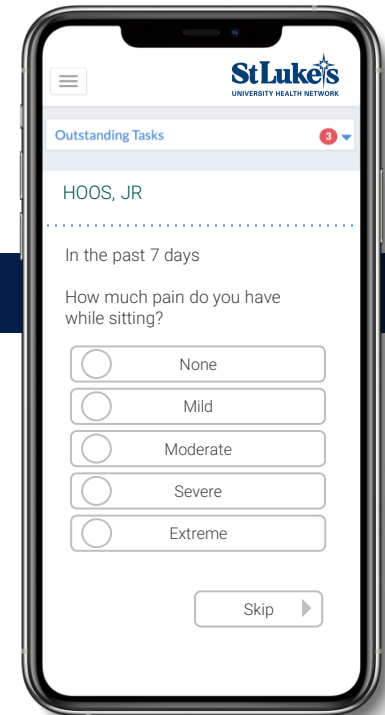 StLuke's
UNIVERSITY HEALTH NETWORK
Outstanding Tasks
3
HOOS, JR
In the past 7 days
How much pain do you have
while sitting?
None
Mild
Moderate
Severe
Extreme
Skip